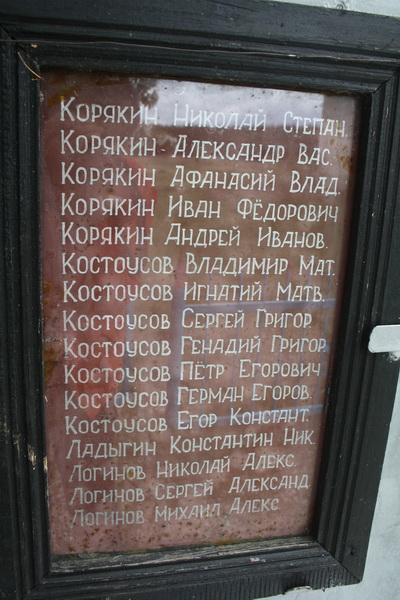 Корякин Николай Степан.
Корякин Александр Вас.
Корякин Афанасий Влад.
Корякин Иван Фёдорович
Корякин Андрей Иванов.
Костоусов Владимир Мат.
Костоусов Игнатий Матв.
Костоусов Сергей Григор.
Костоусов Генадий Григор.
Костоусов Пётр Егорович
Костоусов Герман Егоров.
Костоусов Егор Констант.
Ладыгин Константин Ник.
Логинов Николай Алекс.
Логинов Сергей Александ
Логинов Михаил Алекс